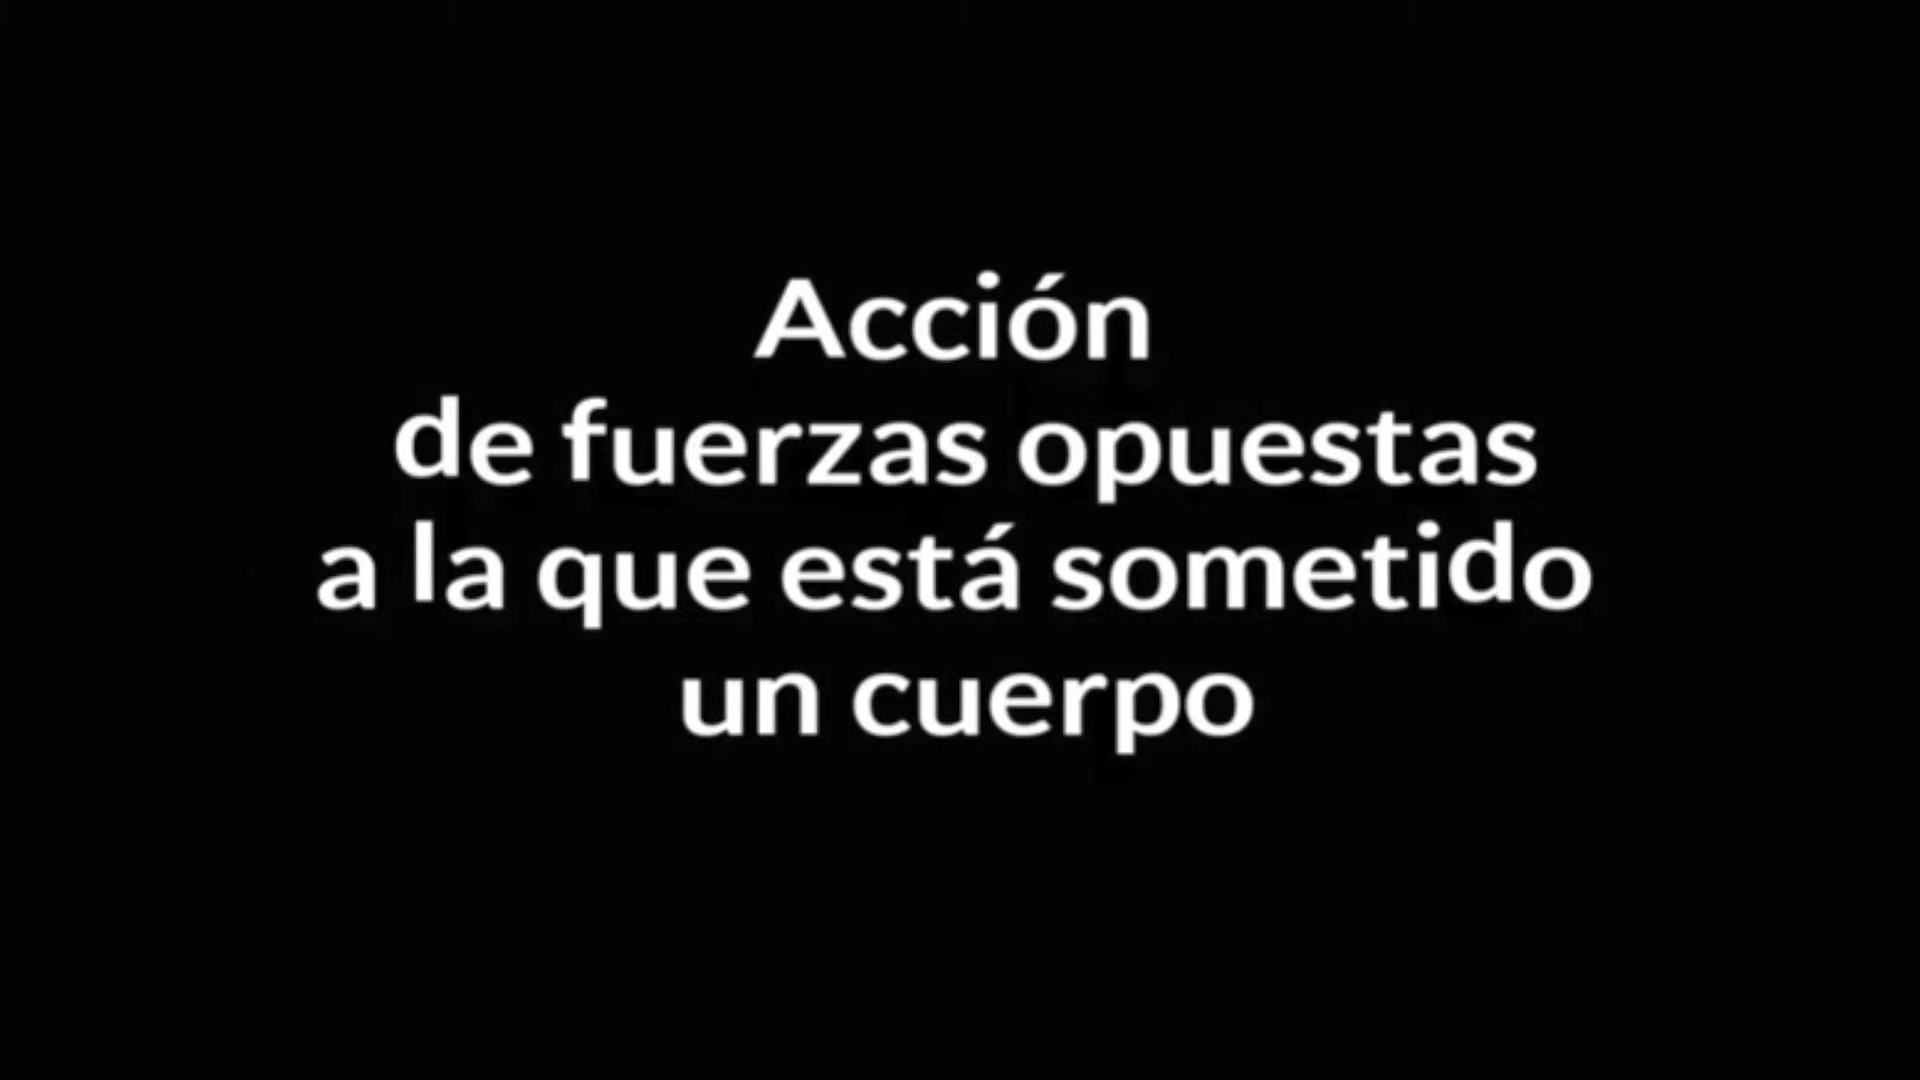 Acción
de fuerzas opuestas
a la que está sometido
un cuerpo